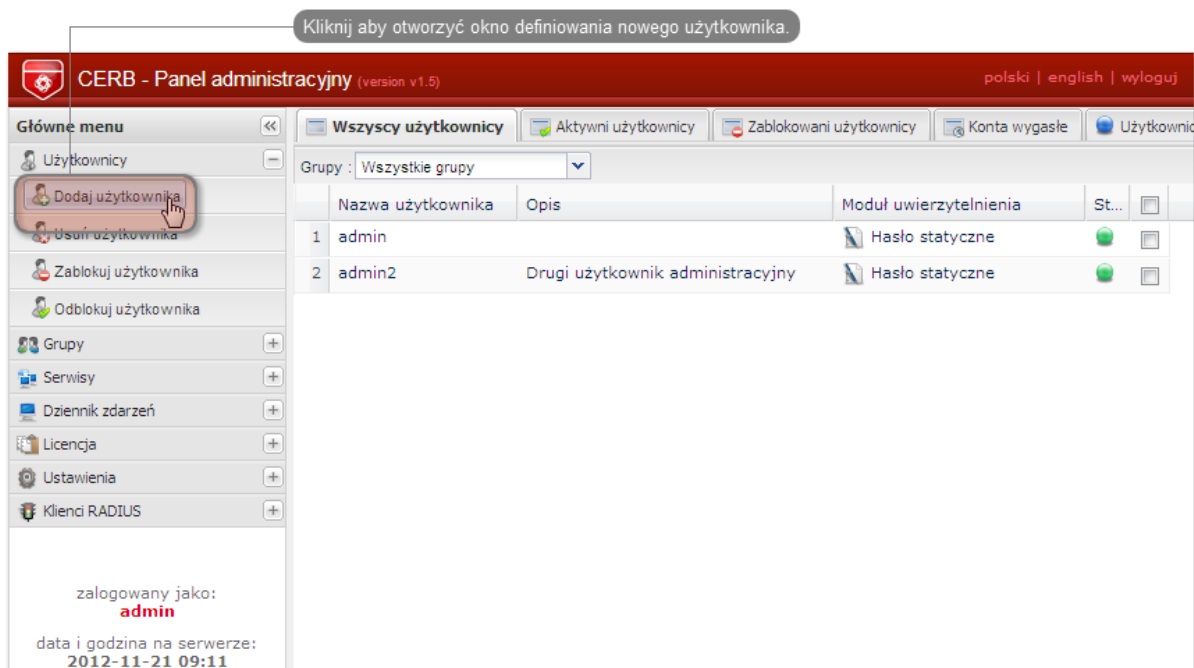 Kliknij aby otworzyć okno definiowania nowego użytkownika.
CERB - Panel administracyjny (version v1.5)
polski | english | wyloguj
Główne menu
Użytkownicy
Dodaj użytkownika
Usuń użytkownika
Zablokuj użytkownika
Odblokuj użytkownika
Grupy
Serwisy
Dziennik zdarzeń
Licencja
Ustawienia
Klienci RADIUS
zalogowany jako:
admin
data i godzina na serwerze:
2012-11-21 09:11
Wszyscy użytkownicy Aktywni użytkownicy Zablokowani użytkownicy Konta wygasłe Użytkownic
Grupy : Wszystkie grupy
Nazwa użytkownika Opis Moduł uwierzytelnienia St...
1 admin Hasło statyczne
2 admin2 Drugi użytkownik administracyjny Hasło statyczne